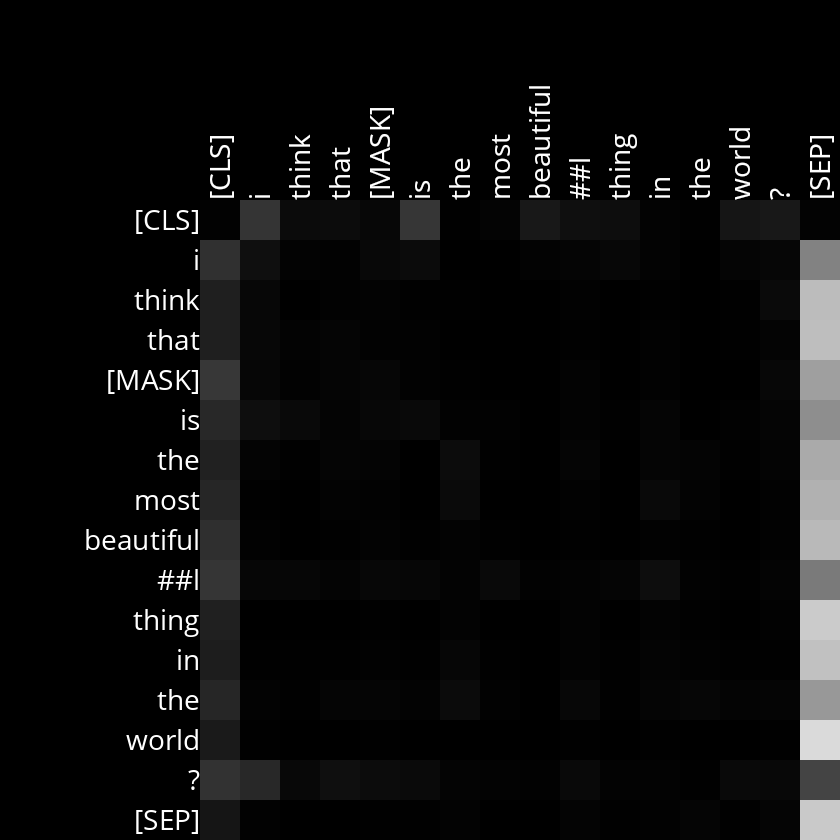 [CLS] i think that [MASK] is the most beautiful ##l thing in the world ? [SEP]
[CLS]
i
think
that
[MASK]
is
the
most
beautiful
##l
thing
in
the
world
?
[SEP]